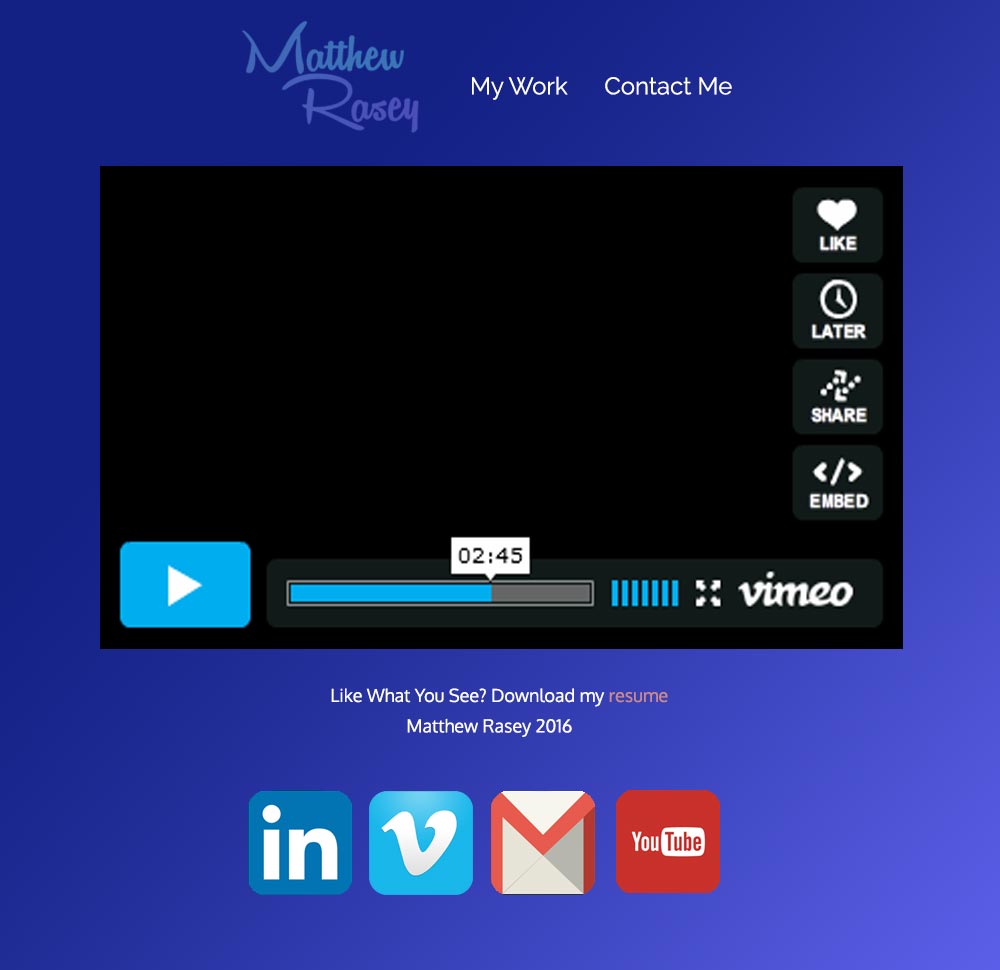 Matthew
Rasey
My Work Contact Me
LIKE
LATER
SHARE
EMBED
02:45
vimeo
Like What You See? Download my resume
Matthew Rasey 2016
in
YouTube